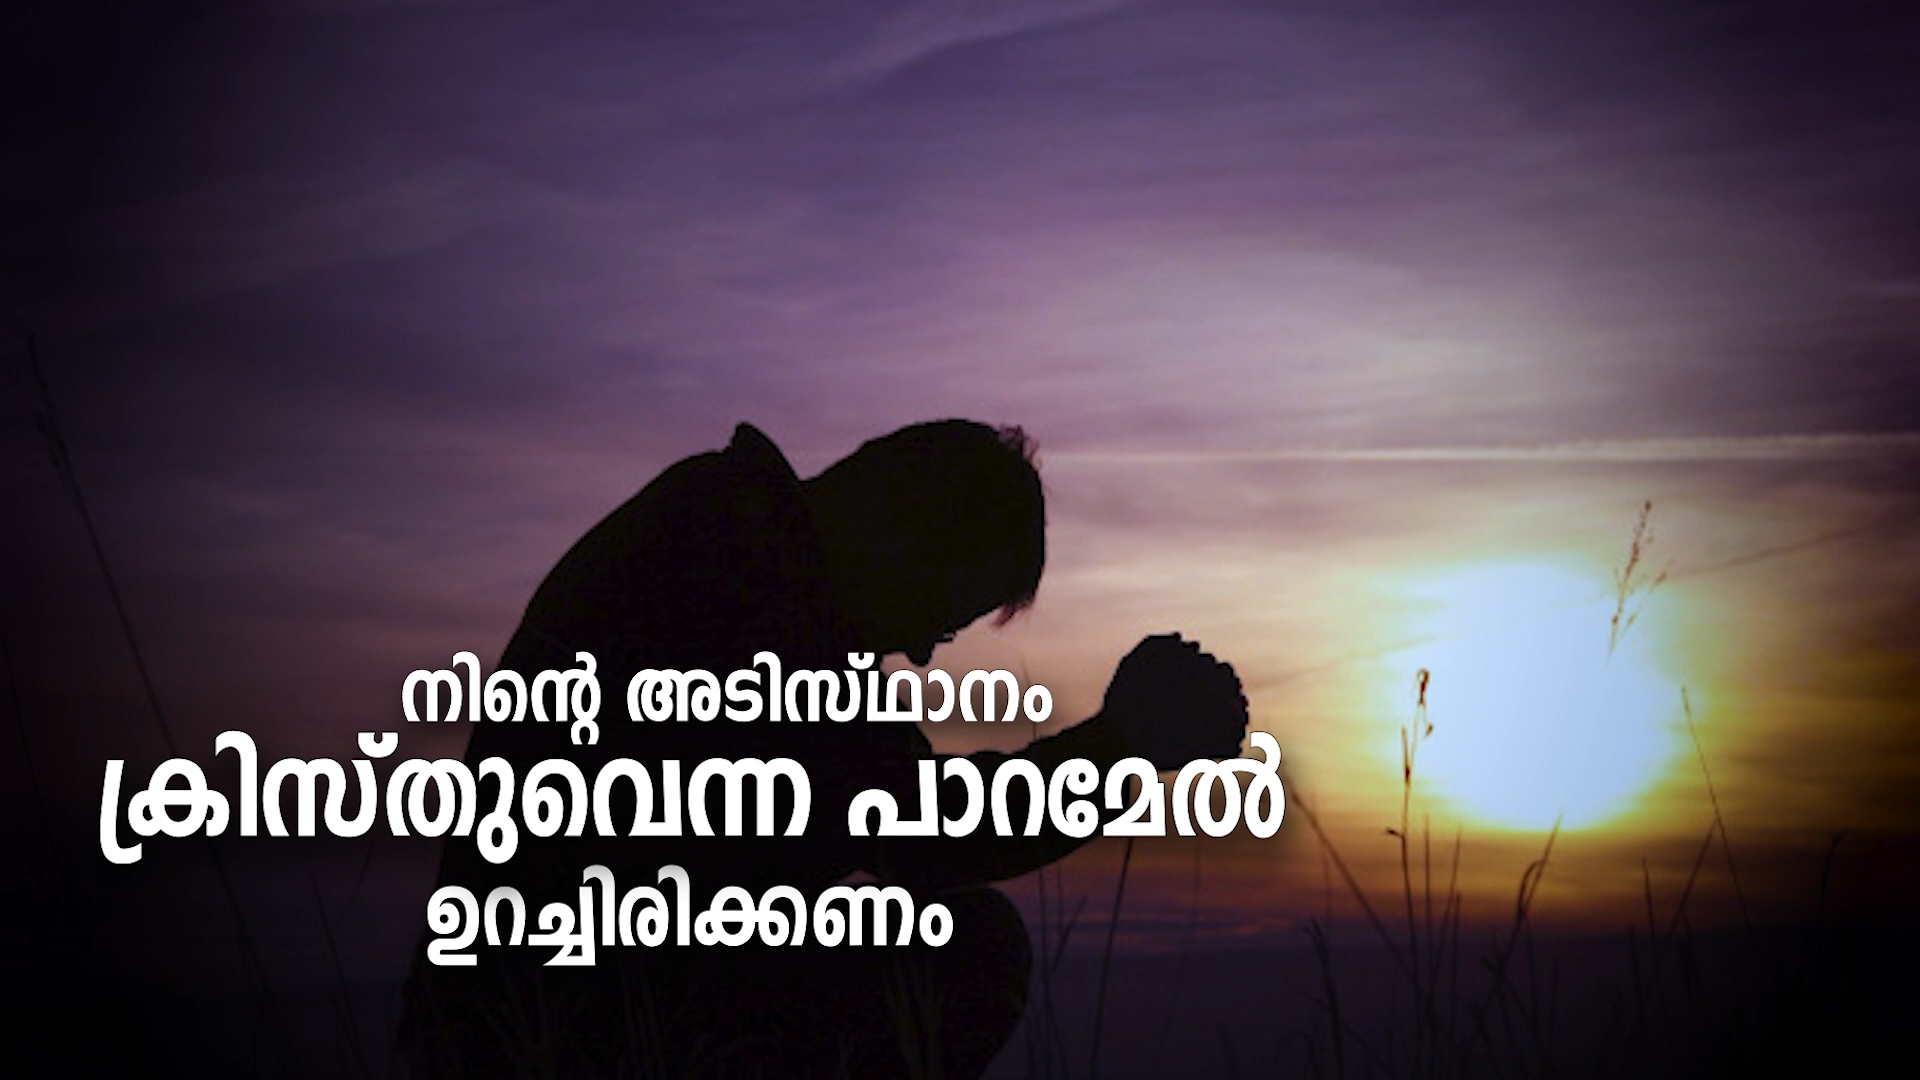 നിന്റെ അടിസ്ഥാനം
ക്രിസ്തുവെന്ന പാറമേൽ
ഉറച്ചിരിക്കണം